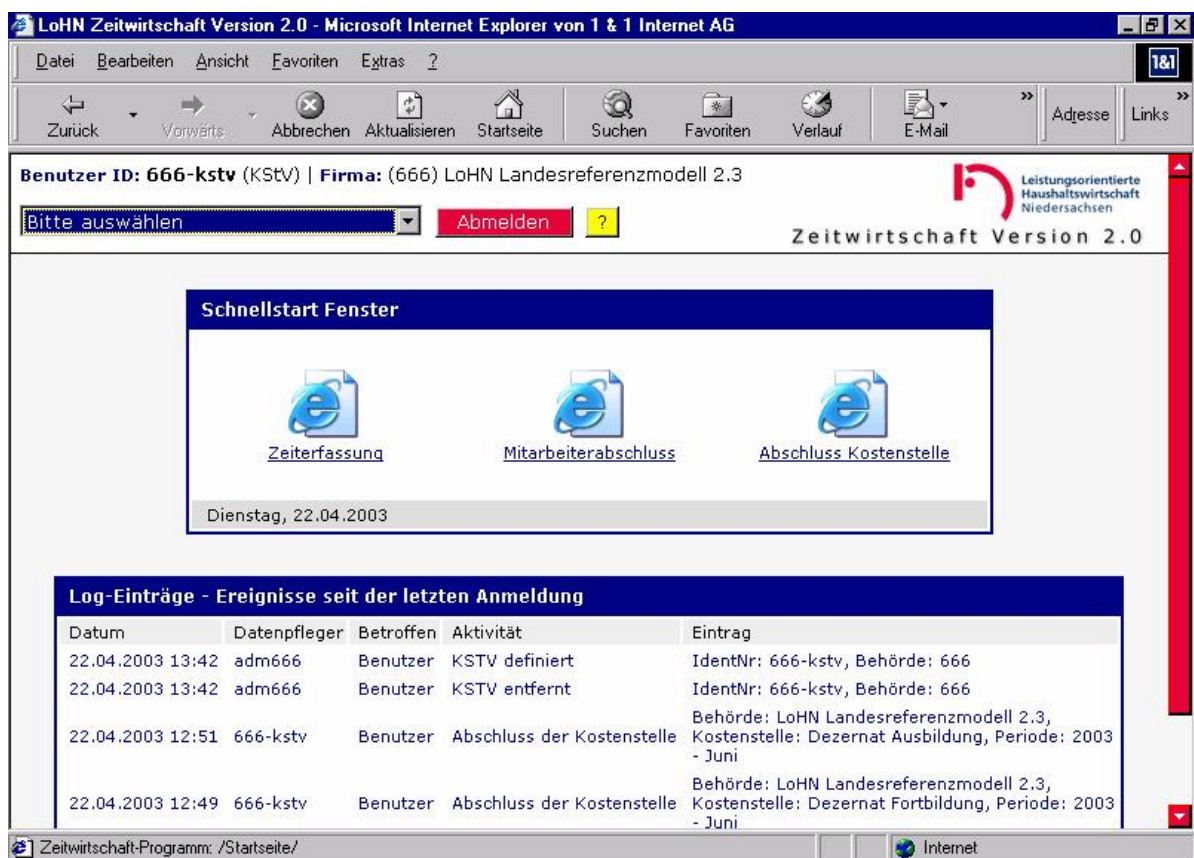 LoHN Zeitwirtschaft Version 2.0 - Microsoft Internet Explorer von 1 & 1 Internet AG
Datei Bearbeiten Ansicht Favoriten Extras ?
1&1
Zurück Vorwärts Abbrechen Aktualisieren Startseite Suchen Favoriten Verlauf E-Mail » Adresse Links »
Benutzer ID: 666-kstv (KStV) | Firma: (666) LoHN Landesreferenzmodell 2.3
Leistungsorientierte
Haushaltswirtschaft
Niedersachsen
Bitte auswählen Abmelden ?
Zeitwirtschaft Version 2.0
Schnellstart Fenster
Zeiterfassung Mitarbeiterabschluss Abschluss Kostenstelle
Dienstag, 22.04.2003
Log-Einträge - Ereignisse seit der letzten Anmeldung
Datum Datenpfleger Betroffen Aktivität Eintrag
22.04.2003 13:42 adm666 Benutzer KSTV definiert IdentNr: 666-kstv, Behörde: 666
22.04.2003 13:42 adm666 Benutzer KSTV entfernt IdentNr: 666-kstv, Behörde: 666
Behörde: LoHN Landesreferenzmodell 2.3,
22.04.2003 12:51 666-kstv Benutzer Abschluss der Kostenstelle Kostenstelle: Dezernat Ausbildung, Periode: 2003
- Juni
Behörde: LoHN Landesreferenzmodell 2.3,
22.04.2003 12:49 666-kstv Benutzer Abschluss der Kostenstelle Kostenstelle: Dezernat Fortbildung, Periode: 2003
- Juni
Zeitwirtschaft-Programm: /Startseite/ Internet